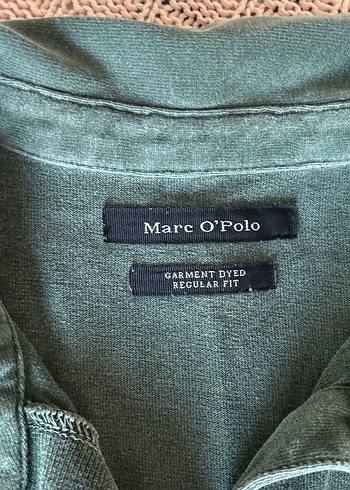 Marc O'Polo
GARMENT DYED
REGULAR FIT